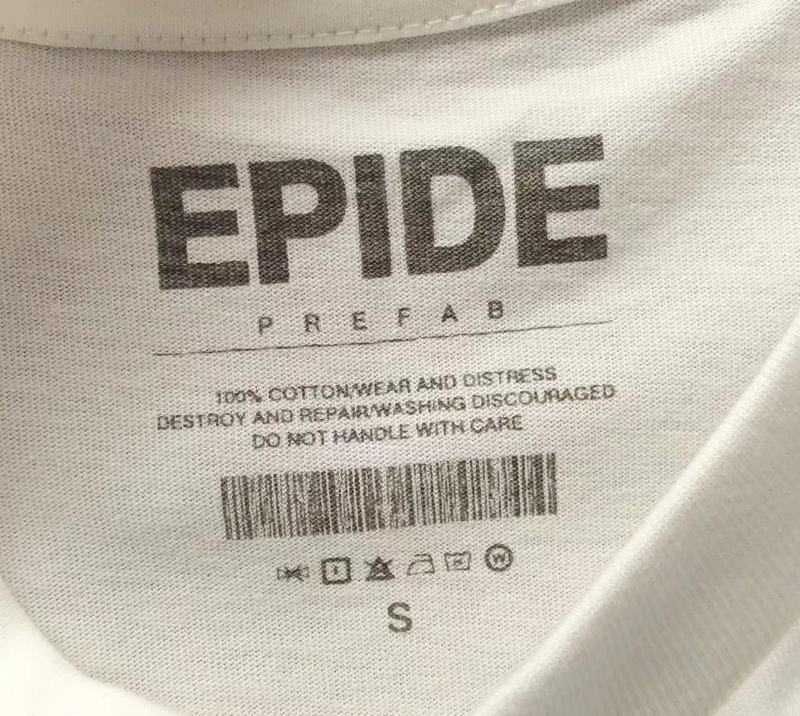 EPIDE
PREFAB
100% COTTON/WEAR AND DISTRESS
DESTROY AND REPAIR/WASHING DISCOURAGED
DO NOT HANDLE WITH CARE
W
S